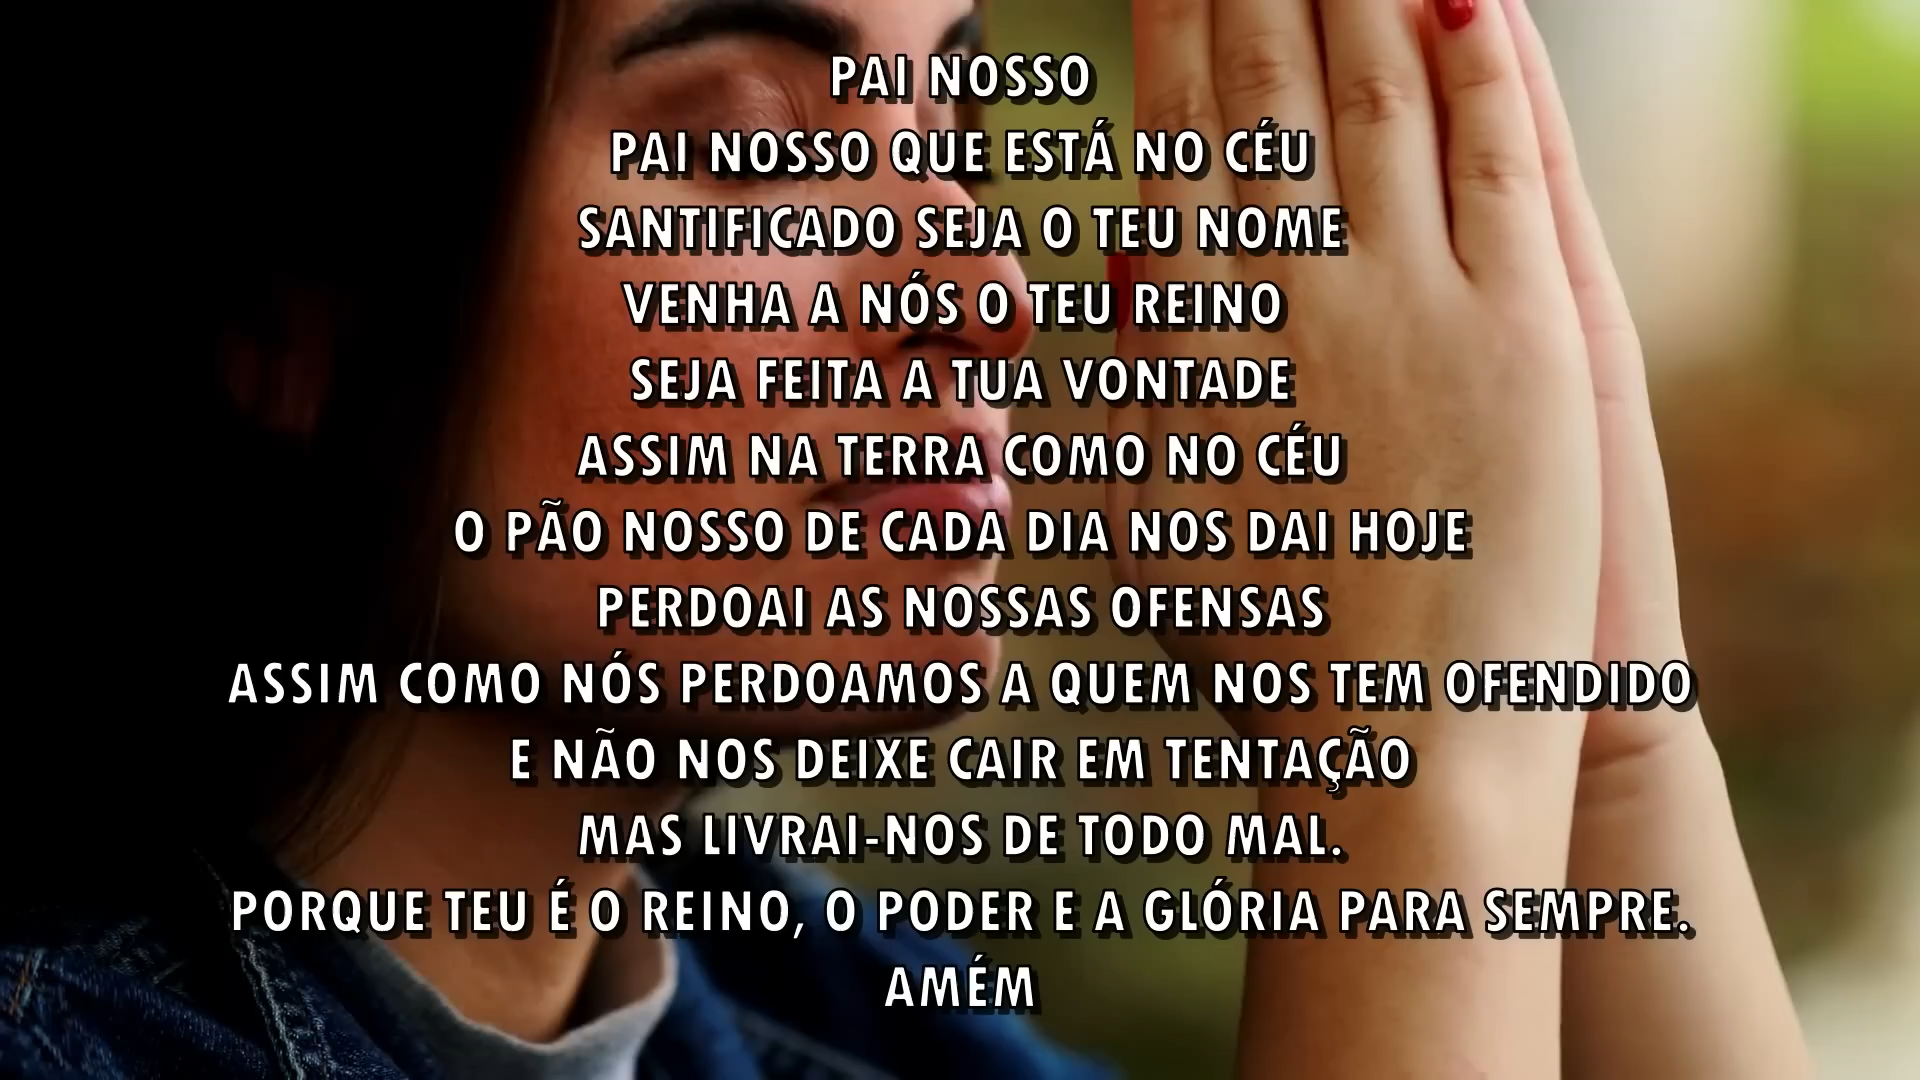 PAI NOSSO
PAI NOSSO QUE ESTÁ NO CÉU
SANTIFICADO SEJA O TEU NOME
VENHA A NÓS O TEU REINO
SEJA FEITA A TUA VONTADE
ASSIM NA TERRA COMO NO CÉU
O PÃO NOSSO DE CADA DIA NOS DAI HOJE
PERDOAI AS NOSSAS OFENSAS
ASSIM COMO NÓS PERDOAMOS A QUEM NOS TEM OFENDIDO
E NÃO NOS DEIXE CAIR EM TENTAÇÃO
MAS LIVRAI-NOS DE TODO MAL.
PORQUE TEU É O REINO, O PODER E A GLÓRIA PARA SEMPRE.
AMÉM